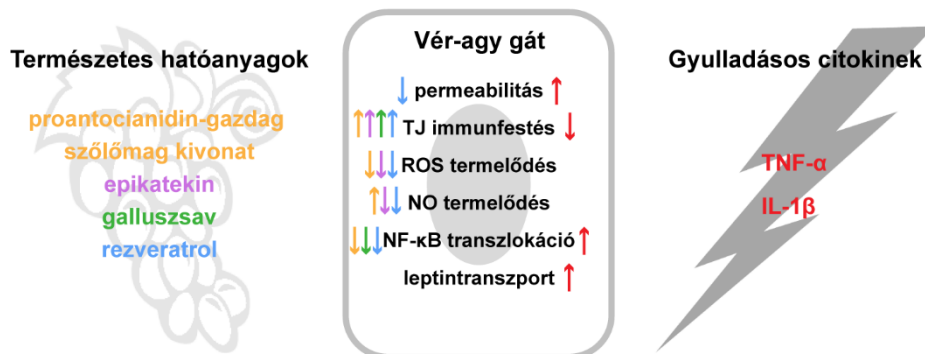 Természetes hatóanyagok
proantocianidin-gazdag
szőlőmag kivonat
epikatekin
galluszsav
rezveratrol
Vér-agy gát
↓ permeabilitás ↑
↑↑↑↑ TJ immunfestés ↓
↓↓↓ ROS termelődés
↑↓↓ NO termelődés
↓↓↓ NF-κB transzlokáció ↑
leptintranszport ↑
Gyulladásos citokinek
TNF-α
IL-1β